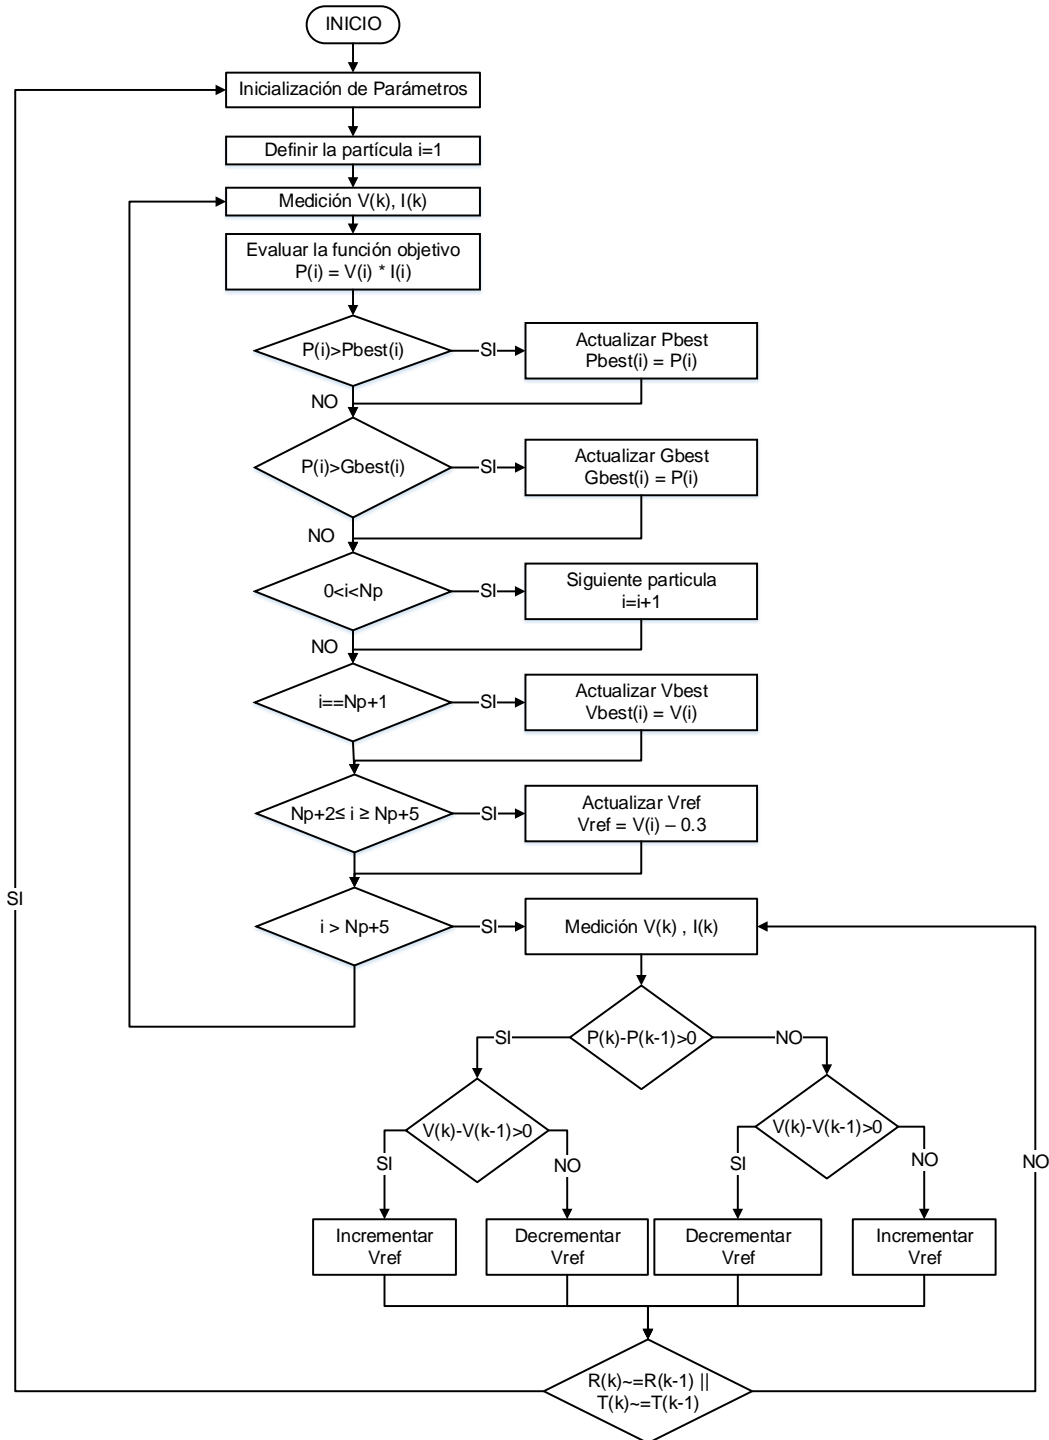 INICIO
Inicialización de Parámetros
Definir la partícula i=1
Medición V(k), I(k)
Evaluar la función objetivo
P(i) = V(i) * I(i)
P(i)>Pbest(i)
SI
Actualizar Pbest
Pbest(i) = P(i)
NO
P(i)>Gbest(i)
SI
Actualizar Gbest
Gbest(i) = P(i)
NO
0<i<Np
SI
Siguiente particula
i=i+1
NO
i==Np+1
SI
Actualizar Vbest
Vbest(i) = V(i)
Np+2≤ i ≥ Np+5
SI
Actualizar Vref
Vref = V(i) – 0.3
SI
i > Np+5
SI
Medición V(k) , I(k)
SI
P(k)-P(k-1)>0
NO
V(k)-V(k-1)>0
V(k)-V(k-1)>0
SI
NO
SI
NO
NO
Incrementar
Vref
Decrementar
Vref
Decrementar
Vref
Incrementar
Vref
R(k)~=R(k-1) ||
T(k)~=T(k-1)